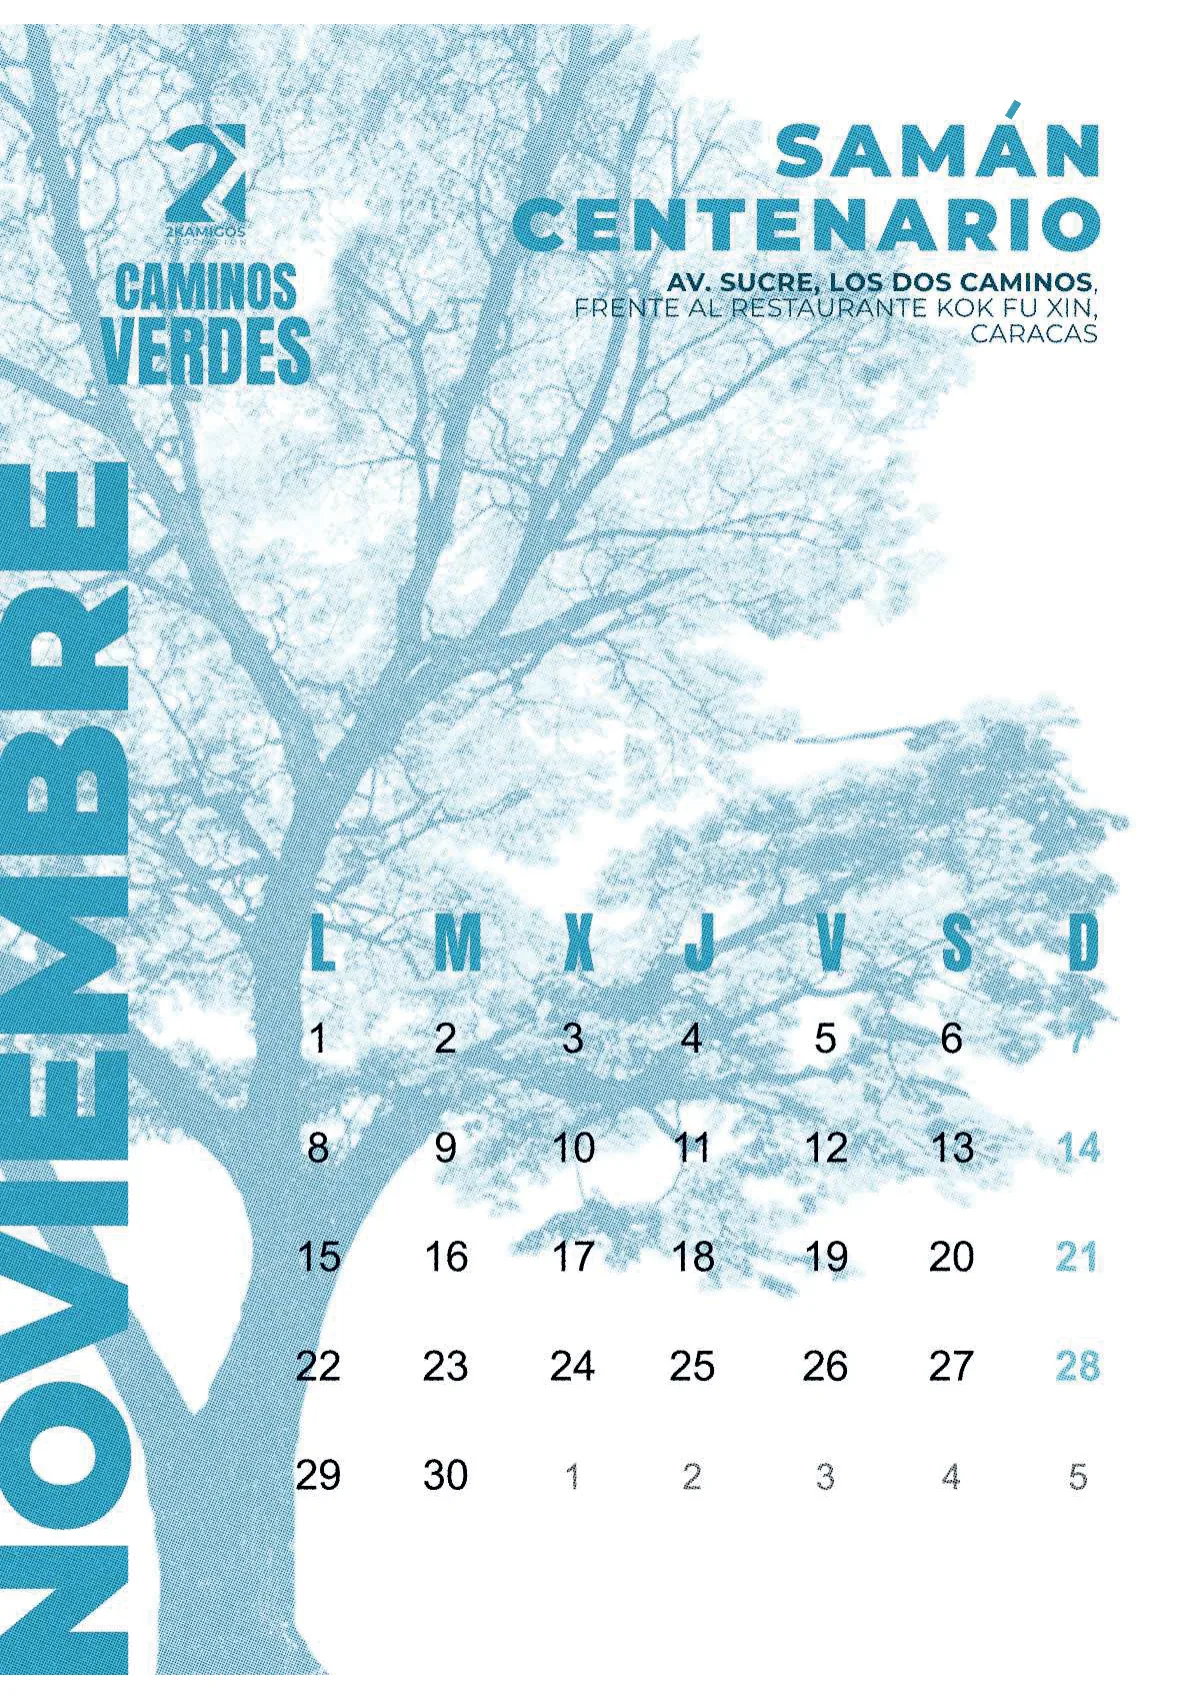 2KAMIGOS
ASOCIACIÓN
CAMINOS
VERDES
SAMÁN
CENTENARIO
AV. SUCRE, LOS DOS CAMINOS,
FRENTE AL RESTAURANTE KOK FU XIN,
CARACAS
NOVIEMBRE
L M X J V S D
1 2 3 4 5 6 7
8 9 10 11 12 13 14
15 16 17 18 19 20 21
22 23 24 25 26 27 28
29 30 1 2 3 4 5